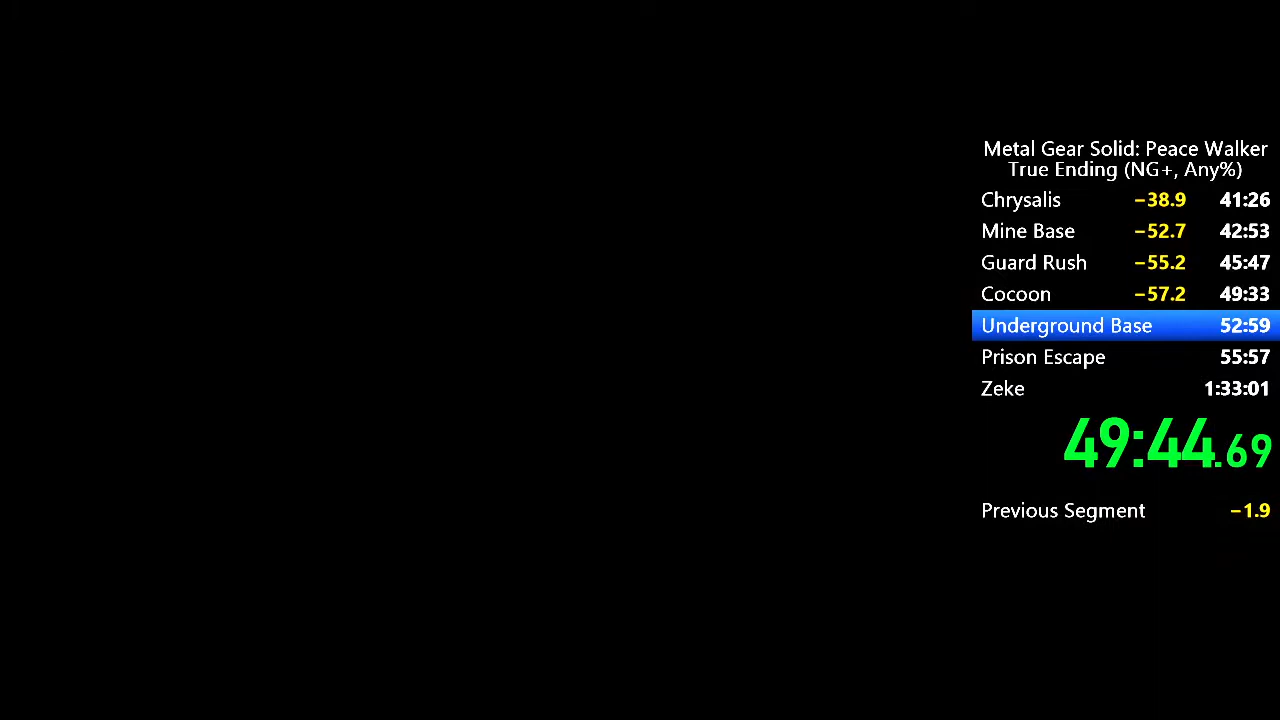 Metal Gear Solid: Peace Walker
True Ending (NG+, Any%)
Chrysalis −38.9 41:26
Mine Base −52.7 42:53
Guard Rush −55.2 45:47
Cocoon −57.2 49:33
Underground Base 52:59
Prison Escape 55:57
Zeke 1:33:01
49:44.69
Previous Segment −1.9